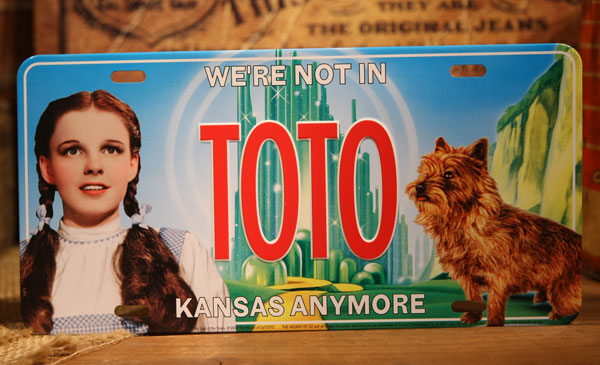 THEY ARE
THE ORIGINAL JEANS
WE'RE NOT IN
TOTO
KANSAS ANYMORE